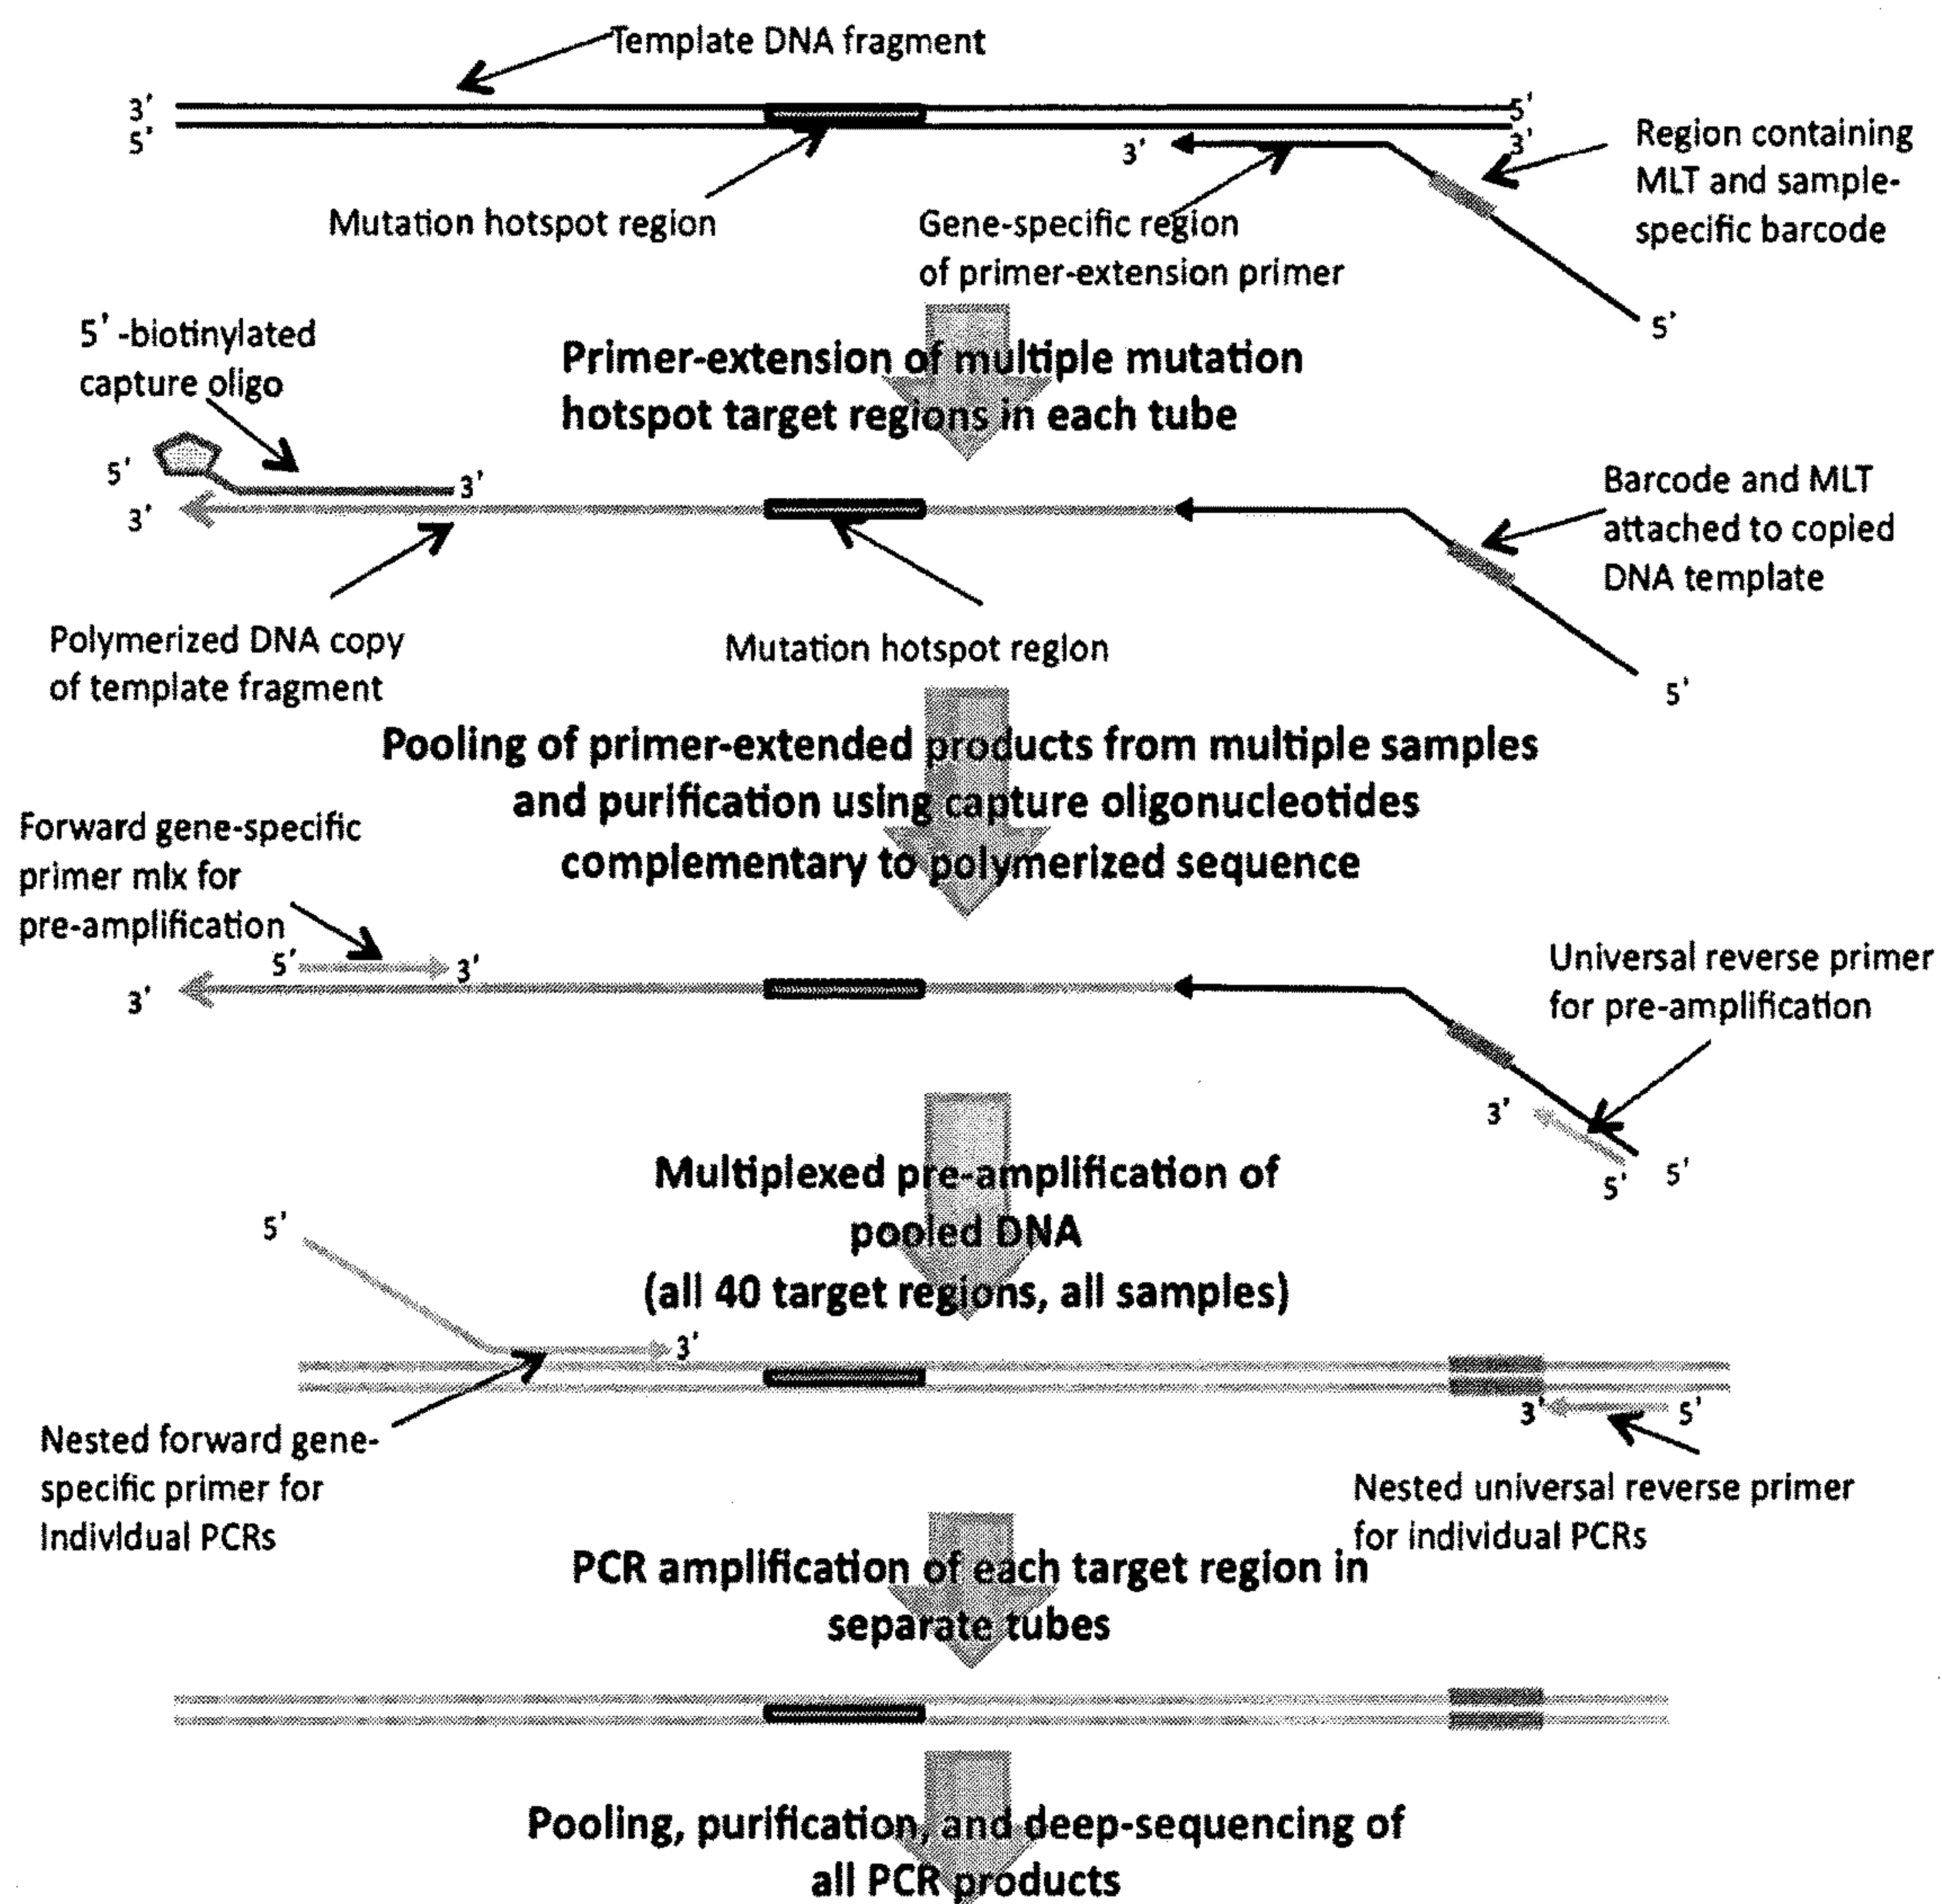 Template DNA fragment
3'
5'
5'
3'
3'
Region containing
MLT and sample-
specific barcode
Mutation hotspot region
Gene-specific region
of primer-extension primer
5'
5'-biotinylated
capture oligo
Primer-extension of multiple mutation
hotspot target regions in each tube
5'
3'
3'
Barcode and MLT
attached to copied
DNA template
Polymerized DNA copy
of template fragment
Mutation hotspot region
5'
Pooling of primer-extended products from multiple samples
and purification using capture oligonucleotides
complementary to polymerized sequence
Forward gene-specific
primer mix for
pre-amplification
5'
3'
3'
Universal reverse primer
for pre-amplification
3'
5'
5'
Multiplexed pre-amplification of
pooled DNA
(all 40 target regions, all samples)
5'
3'
3'
5'
Nested forward gene-
specific primer for
Individual PCRs
Nested universal reverse primer
for individual PCRs
PCR amplification of each target region in
separate tubes
Pooling, purification, and deep-sequencing of
all PCR products